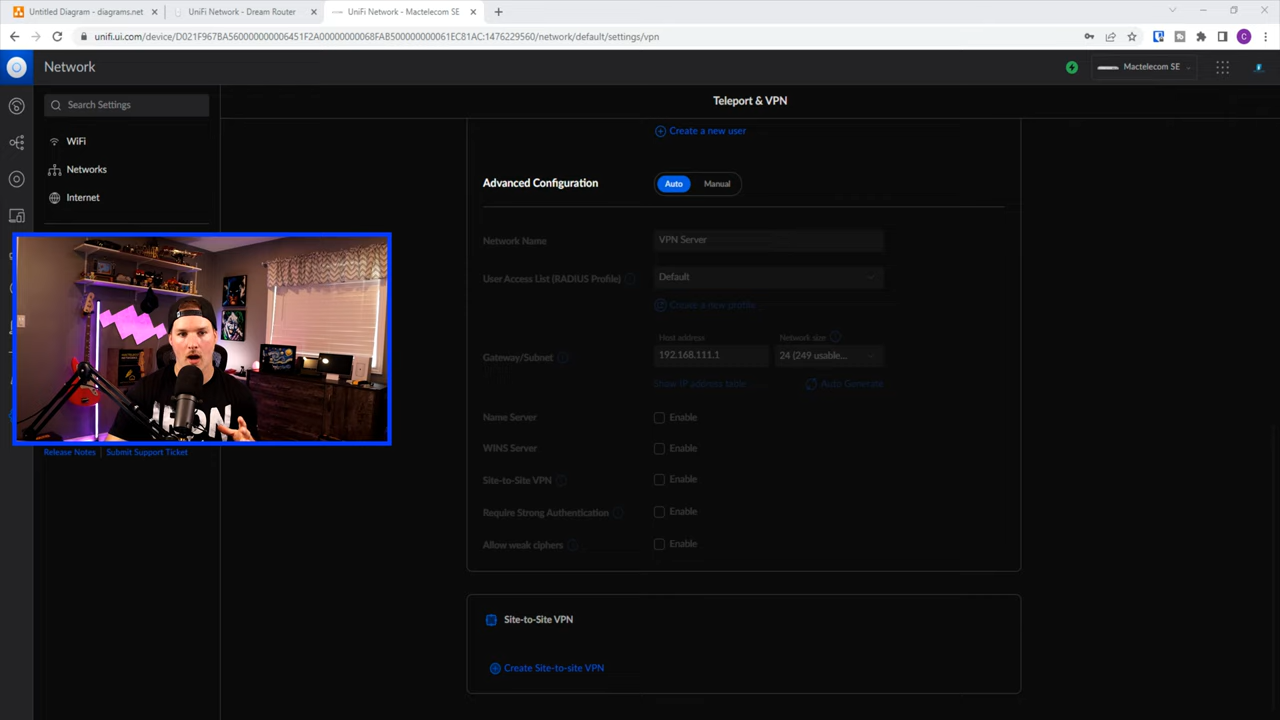 Untitled Diagram - diagrams.net
UniFi Network - Dream Router
UniFi Network - Mactelecom SE
unifi.ui.com/device/D021F967BA56000000006451F2A00000000068FAB500000000061EC81AC:1476229560/network/default/settings/vpn
C
Network
Mactelecom SE
Search Settings
WiFi
Networks
Internet
Release Notes | Submit Support Ticket
Teleport & VPN
Create a new user
Advanced Configuration
Auto
Manual
Network Name
VPN Server
User Access List (RADIUS Profile)
Default
Create a new profile
Host address
Network size
Gateway/Subnet
192.168.111.1
24 (249 usable...
Show IP address table
Auto Generate
Name Server
Enable
WINS Server
Enable
Site-to-Site VPN
Enable
Require Strong Authentication
Enable
Allow weak ciphers
Enable
Site-to-Site VPN
Create Site-to-site VPN